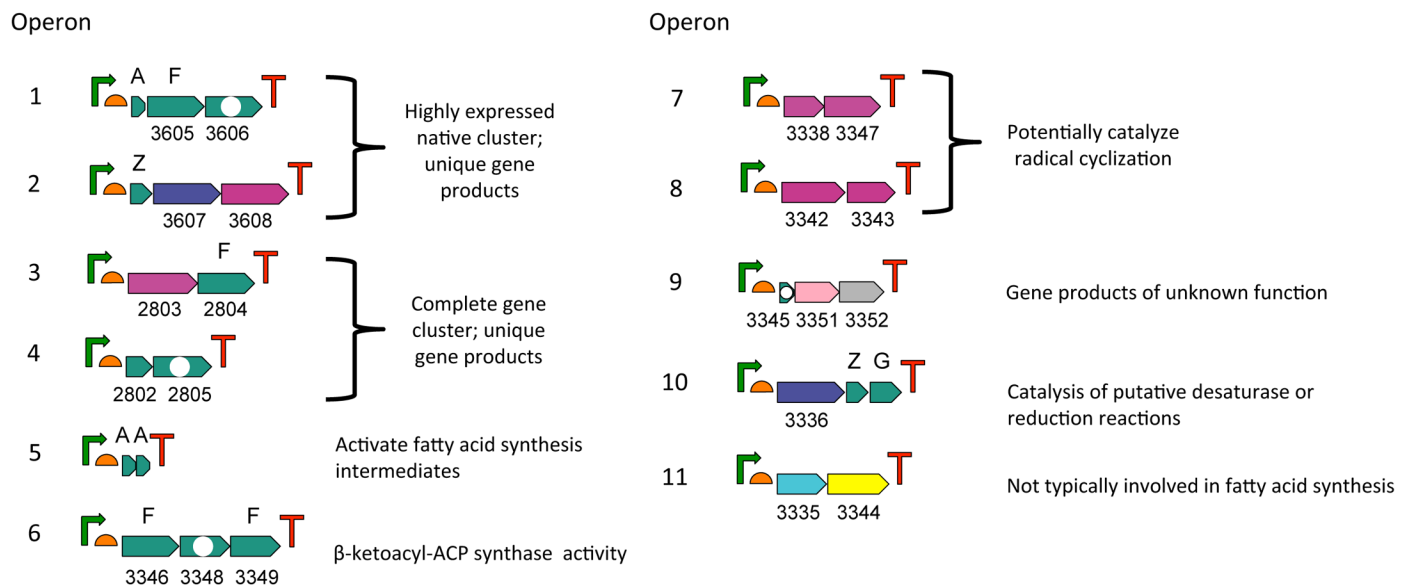 Operon
1
A F
3605 3606
Highly expressed
native cluster;
unique gene
products
2
Z
3607 3608
3
F
2803 2804
Complete gene
cluster; unique
gene products
4
2802 2805
5
A A
Activate fatty acid synthesis
intermediates
6
F F
3346 3348 3349
β-ketoacyl-ACP synthase activity
Operon
7
3338 3347
Potentially catalyze
radical cyclization
8
3342 3343
9
3345 3351 3352
Gene products of unknown function
10
Z G
3336
Catalysis of putative desaturase or
reduction reactions
11
3335 3344
Not typically involved in fatty acid synthesis